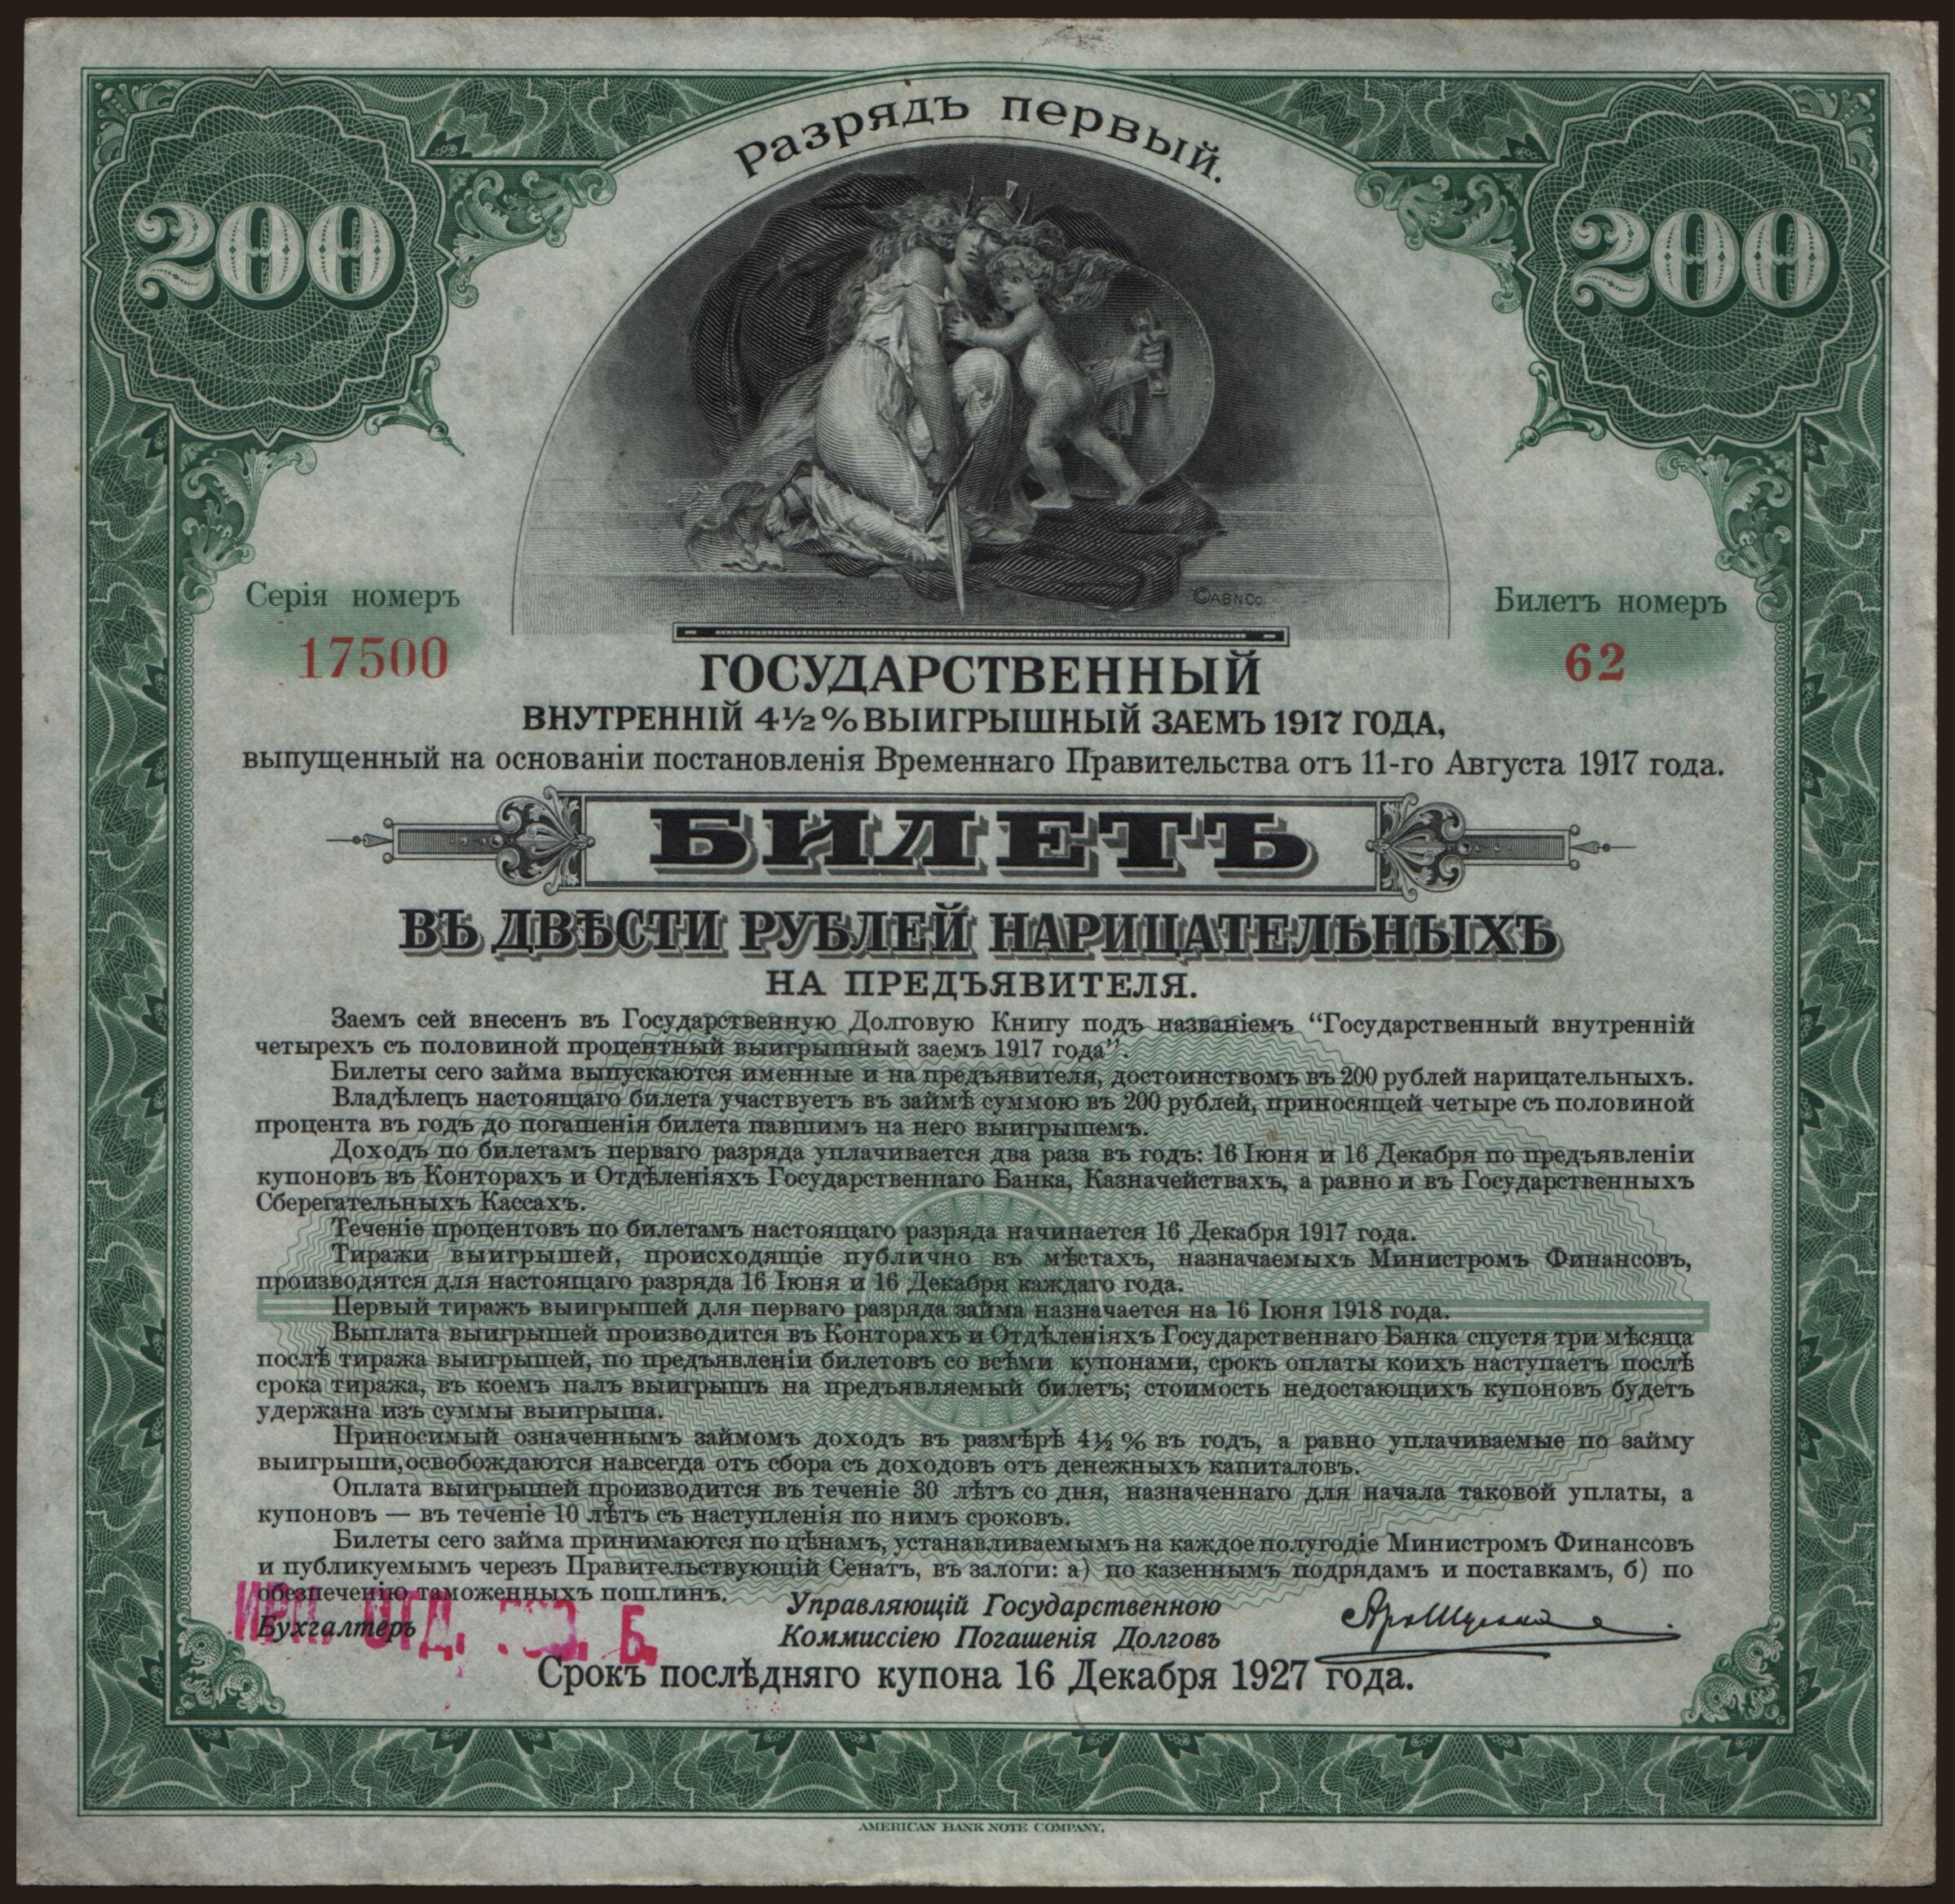 Разрядъ первый.
200
200
©ABNCo.
Серія номеръ
17500
Билетъ номеръ
62
ГОСУДАРСТВЕННЫЙ
ВНУТРЕННІЙ 4½% ВЫИГРЫШНЫЙ ЗАЕМЪ 1917 ГОДА,
выпущенный на основаніи постановленія Временнаго Правительства отъ 11-го Августа 1917 года.
БИЛЕТЪ
ВЪ ДВѢСТИ РУБЛЕЙ НАРИЦАТЕЛЬНЫХЪ
НА ПРЕДЪЯВИТЕЛЯ.
Заемъ сей внесенъ въ Государственную Долговую Книгу подъ названіемъ “Государственный внутренній
четырехъ съ половиной процентный выигрышный заемъ 1917 года”.
Билеты сего займа выпускаются именные и на предъявителя, достоинствомъ въ 200 рублей нарицательныхъ.
Владѣлецъ настоящаго билета участвуетъ въ займѣ суммою въ 200 рублей, приносящей четыре съ половиной
процента въ годъ до погашенія билета павшимъ на него выигрышемъ.
Доходъ по билетамъ перваго разряда уплачивается два раза въ годъ: 16 Іюня и 16 Декабря по предъявленіи
купоновъ въ Конторахъ и Отдѣленіяхъ Государственнаго Банка, Казначействахъ, а равно и въ Государственныхъ
Сберегательныхъ Кассахъ.
Теченіе процентовъ по билетамъ настоящаго разряда начинается 16 Декабря 1917 года.
Тиражи выигрышей, происходящіе публично въ мѣстахъ, назначаемыхъ Министромъ Финансовъ,
производятся для настоящаго разряда 16 Іюня и 16 Декабря каждаго года.
Первый тиражъ выигрышей для перваго разряда займа назначается на 16 Іюня 1918 года.
Выплата выигрышей производится въ Конторахъ и Отдѣленіяхъ Государственнаго Банка спустя три мѣсяца
послѣ тиража выигрышей, по предъявленіи билетовъ со всѣми купонами, срокъ оплаты коихъ наступаетъ послѣ
срока тиража, въ коемъ палъ выигрышъ на предъявляемый билетъ; стоимость недостающихъ купоновъ будетъ
удержана изъ суммы выигрыша.
Приносимый означеннымъ займомъ доходъ въ размѣрѣ 4½% въ годъ, а равно уплачиваемые по займу
выигрыши, освобождаются навсегда отъ сбора съ доходовъ отъ денежныхъ капиталовъ.
Оплата выигрышей производится въ теченіе 30 лѣтъ со дня, назначеннаго для начала таковой уплаты, а
купоновъ — въ теченіе 10 лѣтъ съ наступленія по нимъ сроковъ.
Билеты сего займа принимаются по цѣнамъ, устанавливаемымъ на каждое полугодіе Министромъ Финансовъ
и публикуемымъ черезъ Правительствующій Сенатъ, въ залоги: а) по казеннымъ подрядамъ и поставкамъ, б) по
обезпеченію таможенныхъ пошлинъ.
ОТД. Б.
Бухгалтеръ
Управляющій Государственною
Коммиссіею Погашенія Долговъ
Срокъ послѣдняго купона 16 Декабря 1927 года.
AMERICAN BANK NOTE COMPANY.